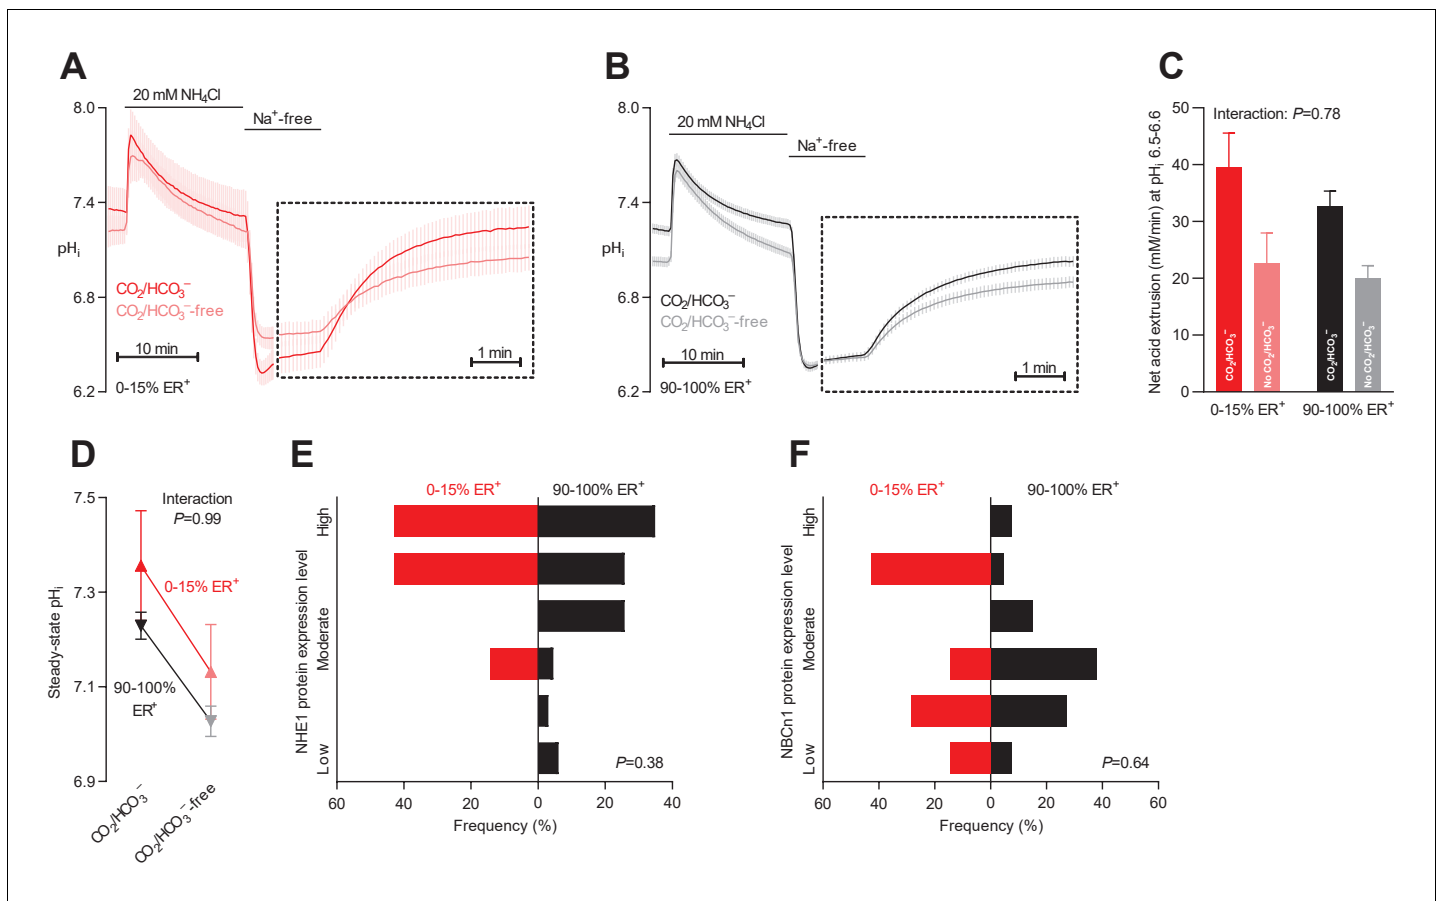 A
20 mM NH₄Cl
Na⁺-free
8.0
7.4
pHᵢ
6.8
6.2
CO₂/HCO₃⁻
CO₂/HCO₃⁻-free
10 min
0-15% ER⁺
1 min
B
20 mM NH₄Cl
Na⁺-free
8.0
7.4
pHᵢ
6.8
6.2
CO₂/HCO₃⁻
CO₂/HCO₃⁻-free
10 min
90-100% ER⁺
1 min
C
Interaction: P=0.78
Net acid extrusion (mM/min) at pHᵢ 6.5-6.6
50
40
30
20
10
0
CO₂/HCO₃⁻
No CO₂/HCO₃⁻
CO₂/HCO₃⁻
No CO₂/HCO₃⁻
0-15% ER⁺
90-100% ER⁺
D
Interaction
P=0.99
Steady-state pHᵢ
7.5
7.3
7.1
6.9
0-15% ER⁺
90-100%
ER⁺
CO₂/HCO₃⁻
CO₂/HCO₃⁻-free
E
0-15% ER⁺
90-100% ER⁺
NHE1 protein expression level
High
Moderate
Low
P=0.38
60
40
20
0
20
40
Frequency (%)
F
0-15% ER⁺
90-100% ER⁺
NBCn1 protein expression level
High
Moderate
Low
P=0.64
60
40
20
0
20
40
60
Frequency (%)